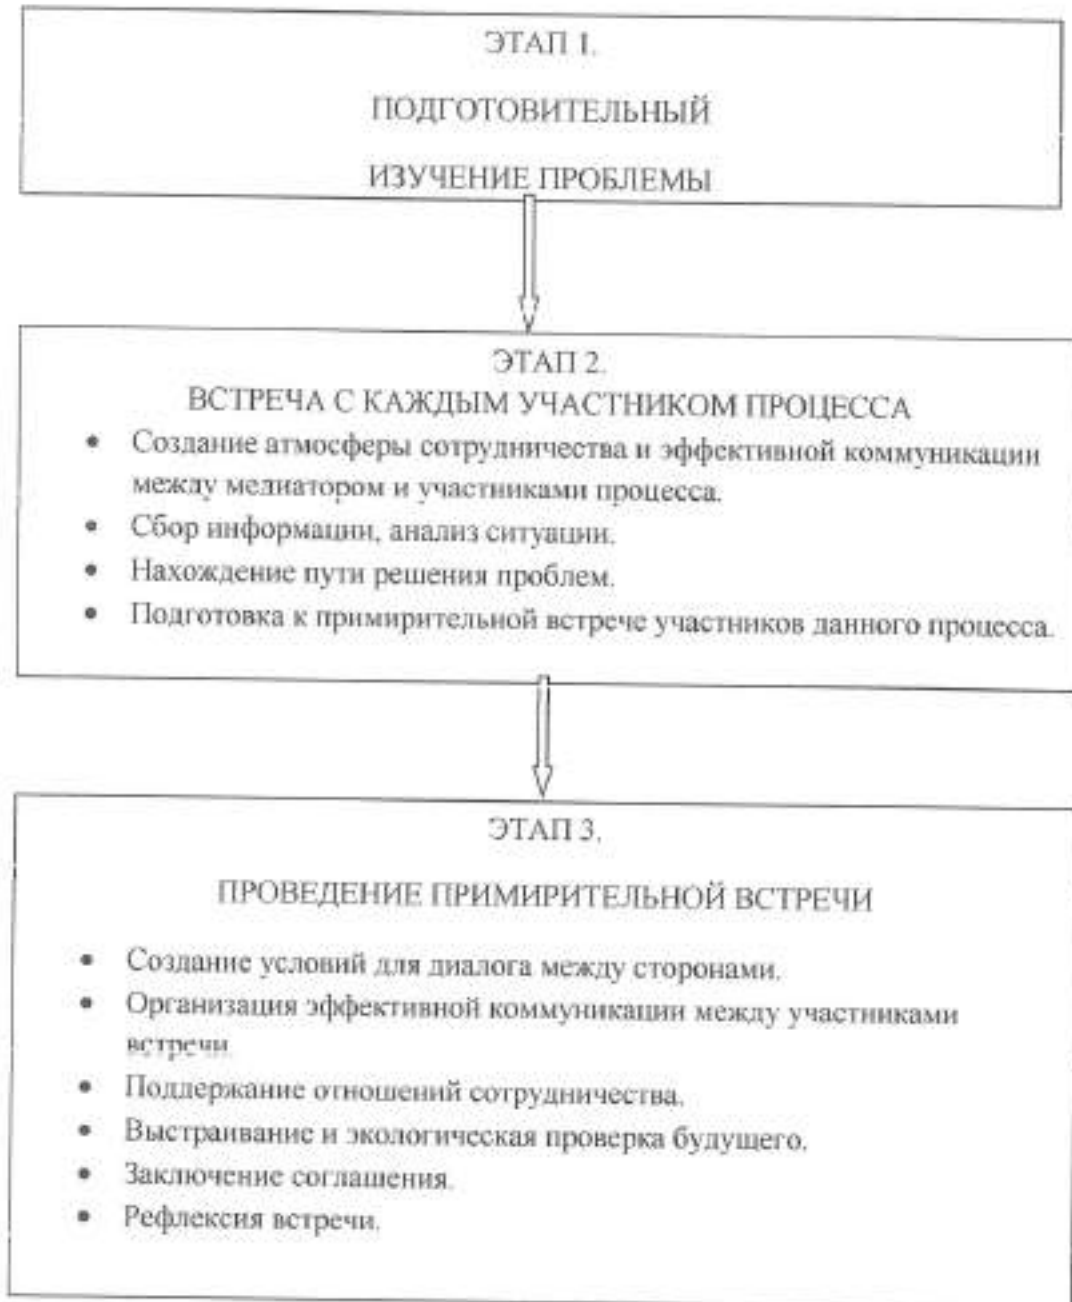 ЭТАП 1.
ПОДГОТОВИТЕЛЬНЫЙ
ИЗУЧЕНИЕ ПРОБЛЕМЫ
ЭТАП 2.
ВСТРЕЧА С КАЖДЫМ УЧАСТНИКОМ ПРОЦЕССА
• Создание атмосферы сотрудничества и эффективной коммуникации
между медиатором и участниками процесса.
• Сбор информации, анализ ситуации.
• Нахождение пути решения проблем.
• Подготовка к примирительной встрече участников данного процесса.
ЭТАП 3.
ПРОВЕДЕНИЕ ПРИМИРИТЕЛЬНОЙ ВСТРЕЧИ
• Создание условий для диалога между сторонами.
• Организация эффективной коммуникации между участниками
встречи.
• Поддержание отношений сотрудничества.
• Выстраивание и экологическая проверка будущего.
• Заключение соглашения.
• Рефлексия встречи.